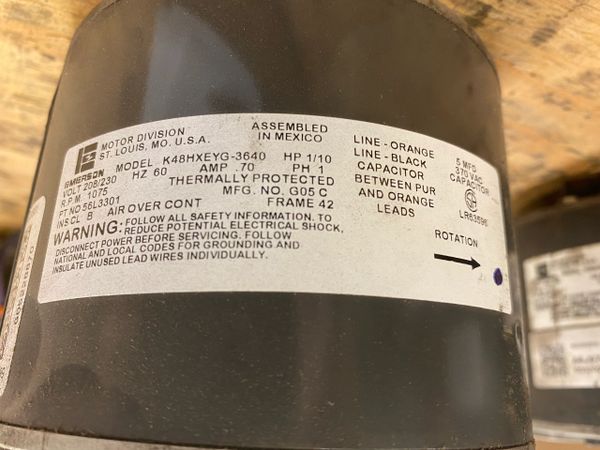 MOTOR DIVISION
ST. LOUIS, MO. U.S.A.
ASSEMBLED
IN MEXICO
EMERSON
MODEL K48HXEYG-3640 HP 1/10
VOLT 208/230 HZ 60 AMP .70 PH 1
R.P.M. 1075 THERMALLY PROTECTED
PT NO 56L3301 MFG. NO. G05 C
INS CL B AIR OVER CONT FRAME 42
WARNING: FOLLOW ALL SAFETY INFORMATION. TO
REDUCE POTENTIAL ELECTRICAL SHOCK,
DISCONNECT POWER BEFORE SERVICING. FOLLOW
NATIONAL AND LOCAL CODES FOR GROUNDING AND
INSULATE UNUSED LEAD WIRES INDIVIDUALLY.
LINE - ORANGE
LINE - BLACK
CAPACITOR
BETWEEN PUR
AND ORANGE
LEADS
5 MFD
370 VAC
CAPACITOR
LR63596
ROTATION